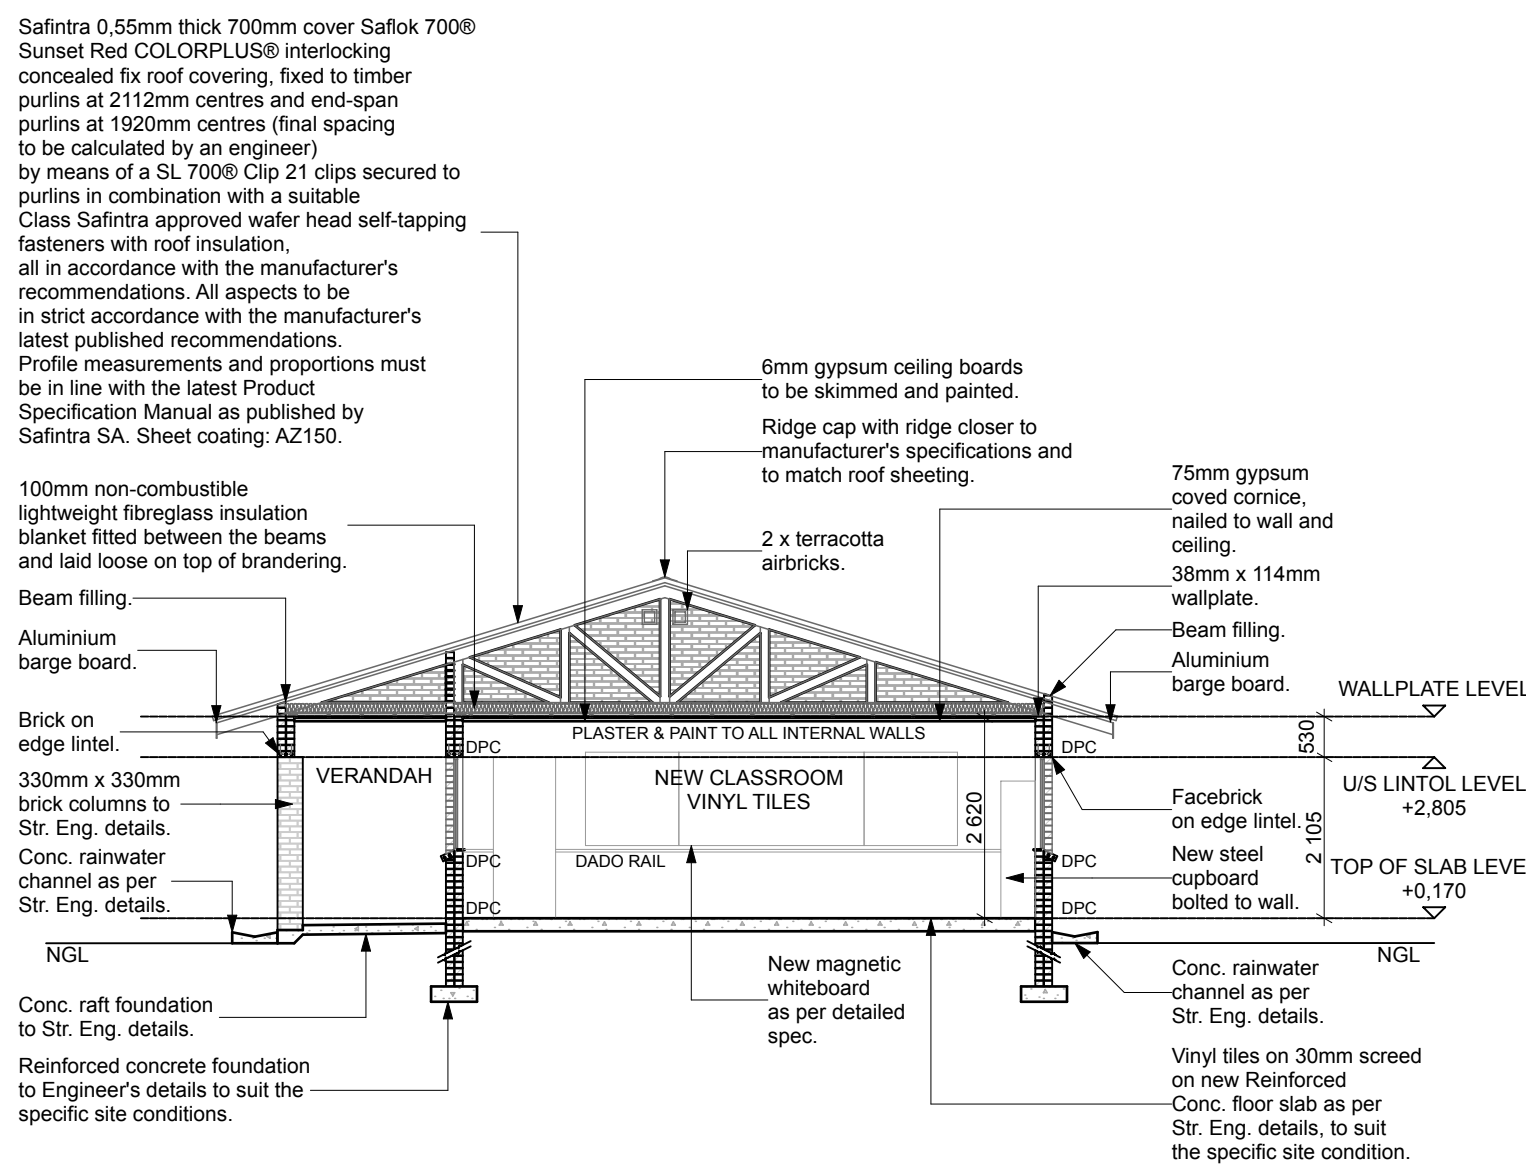 Safintra 0,55mm thick 700mm cover Saflok 700®
Sunset Red COLORPLUS® interlocking
concealed fix roof covering, fixed to timber
purlins at 2112mm centres and end-span
purlins at 1920mm centres (final spacing
to be calculated by an engineer)
by means of a SL 700® Clip 21 clips secured to
purlins in combination with a suitable
Class Safintra approved wafer head self-tapping
fasteners with roof insulation,
all in accordance with the manufacturer's
recommendations. All aspects to be
in strict accordance with the manufacturer's
latest published recommendations.
Profile measurements and proportions must
be in line with the latest Product
Specification Manual as published by
Safintra SA. Sheet coating: AZ150.
100mm non-combustible
lightweight fibreglass insulation
blanket fitted between the beams
and laid loose on top of brandering.
Beam filling.
Aluminium
barge board.
Brick on
edge lintel.
330mm x 330mm
brick columns to
Str. Eng. details.
Conc. rainwater
channel as per
Str. Eng. details.
NGL
Conc. raft foundation
to Str. Eng. details.
Reinforced concrete foundation
to Engineer's details to suit the
specific site conditions.
6mm gypsum ceiling boards
to be skimmed and painted.
Ridge cap with ridge closer to
manufacturer's specifications and
to match roof sheeting.
2 x terracotta
airbricks.
PLASTER & PAINT TO ALL INTERNAL WALLS
DPC
VERANDAH
NEW CLASSROOM
VINYL TILES
DPC
DADO RAIL
DPC
2 620
New magnetic
whiteboard
as per detailed
spec.
75mm gypsum
coved cornice,
nailed to wall and
ceiling.
38mm x 114mm
wallplate.
Beam filling.
Aluminium
barge board.
DPC
DPC
DPC
Facebrick
on edge lintel.
New steel
cupboard
bolted to wall.
530
2 105
WALLPLATE LEVEL
U/S LINTOL LEVEL
+2,805
TOP OF SLAB LEVE
+0,170
NGL
Conc. rainwater
channel as per
Str. Eng. details.
Vinyl tiles on 30mm screed
on new Reinforced
Conc. floor slab as per
Str. Eng. details, to suit
the specific site condition.